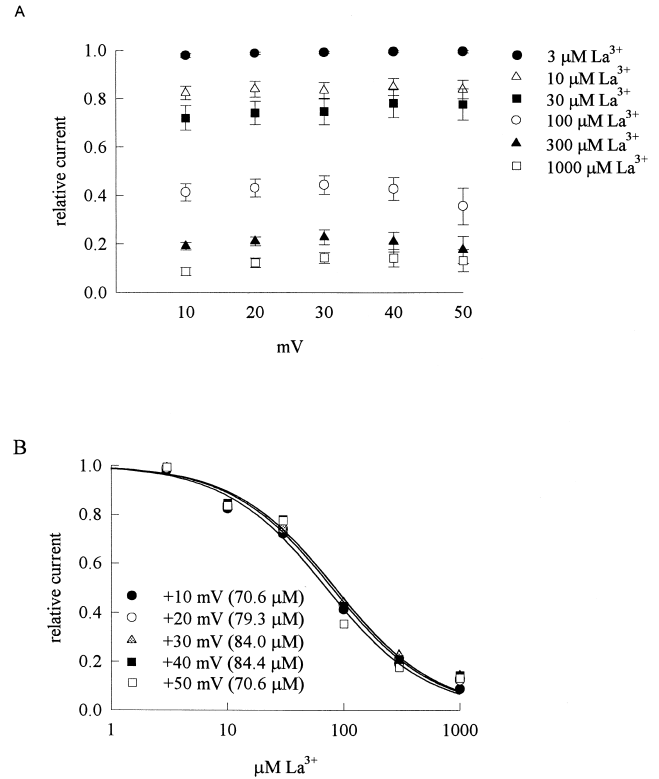 A
1.0
0.8
0.6
0.4
0.2
0.0
relative current
10 20 30 40 50
mV
3 µM La³⁺
10 µM La³⁺
30 µM La³⁺
100 µM La³⁺
300 µM La³⁺
1000 µM La³⁺
B
1.0
0.8
0.6
0.4
0.2
0.0
relative current
+10 mV (70.6 µM)
+20 mV (79.3 µM)
+30 mV (84.0 µM)
+40 mV (84.4 µM)
+50 mV (70.6 µM)
1 10 100 1000
µM La³⁺